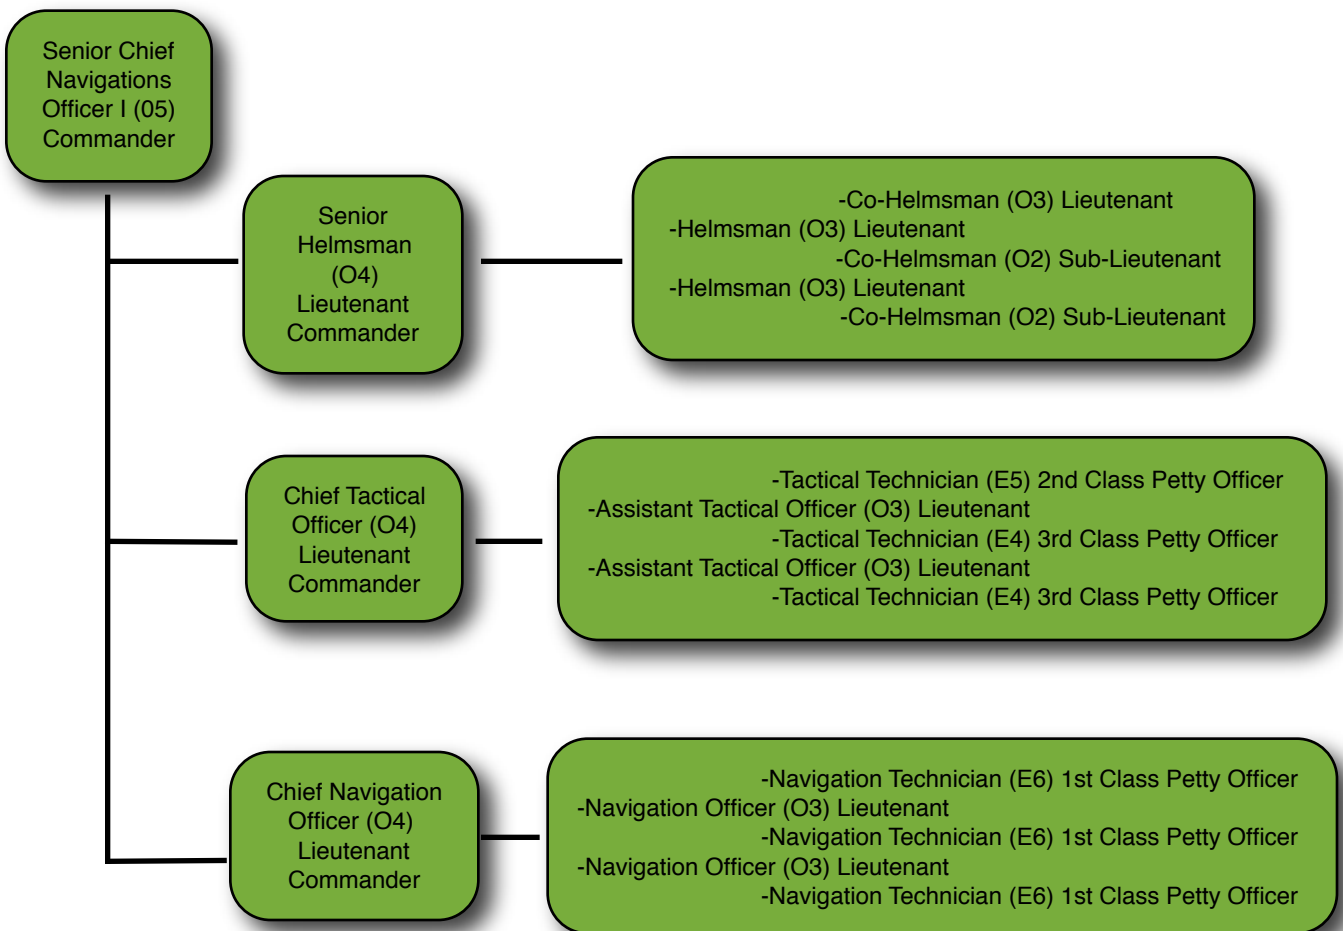 Senior Chief
Navigations
Officer I (05)
Commander
Senior
Helmsman
(O4)
Lieutenant
Commander
-Co-Helmsman (O3) Lieutenant
-Helmsman (O3) Lieutenant
-Co-Helmsman (O2) Sub-Lieutenant
-Helmsman (O3) Lieutenant
-Co-Helmsman (O2) Sub-Lieutenant
Chief Tactical
Officer (O4)
Lieutenant
Commander
-Tactical Technician (E5) 2nd Class Petty Officer
-Assistant Tactical Officer (O3) Lieutenant
-Tactical Technician (E4) 3rd Class Petty Officer
-Assistant Tactical Officer (O3) Lieutenant
-Tactical Technician (E4) 3rd Class Petty Officer
Chief Navigation
Officer (O4)
Lieutenant
Commander
-Navigation Technician (E6) 1st Class Petty Officer
-Navigation Officer (O3) Lieutenant
-Navigation Technician (E6) 1st Class Petty Officer
-Navigation Officer (O3) Lieutenant
-Navigation Technician (E6) 1st Class Petty Officer